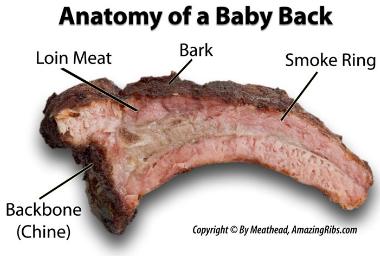 Anatomy of a Baby Back
Bark
Loin Meat
Smoke Ring
Backbone
(Chine)
Copyright © By Meathead, AmazingRibs.com